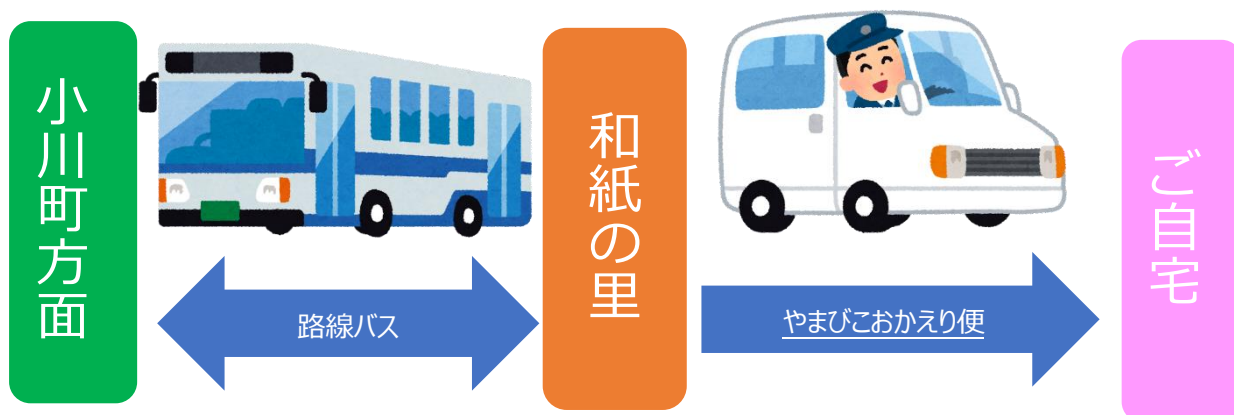 小川町方面
路線バス
和紙の里
やまびこおかえり便
ご自宅